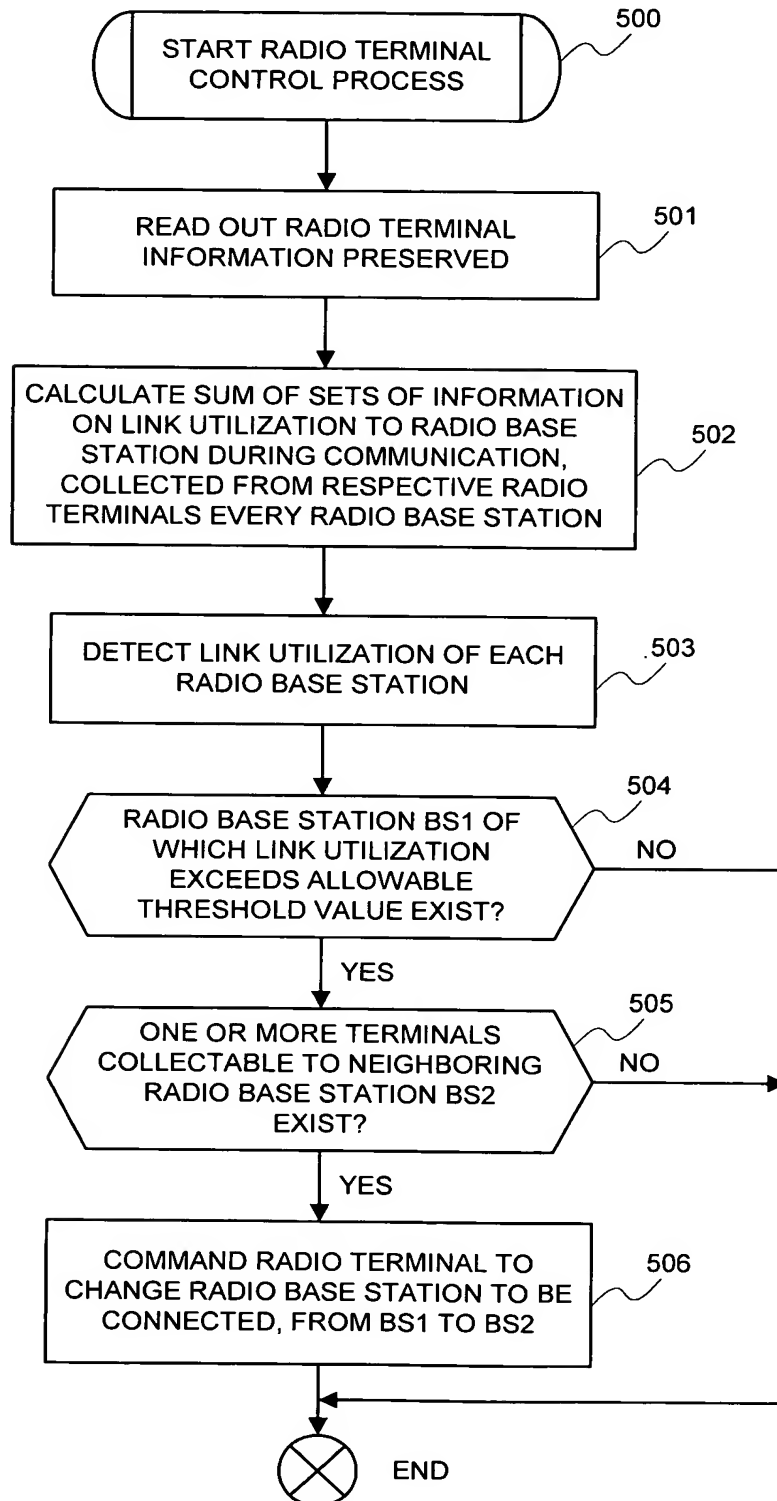 START RADIO TERMINAL
CONTROL PROCESS
500
READ OUT RADIO TERMINAL
INFORMATION PRESERVED
501
CALCULATE SUM OF SETS OF INFORMATION
ON LINK UTILIZATION TO RADIO BASE
STATION DURING COMMUNICATION,
COLLECTED FROM RESPECTIVE RADIO
TERMINALS EVERY RADIO BASE STATION
502
DETECT LINK UTILIZATION OF EACH
RADIO BASE STATION
503
RADIO BASE STATION BS1 OF
WHICH LINK UTILIZATION
EXCEEDS ALLOWABLE
THRESHOLD VALUE EXIST?
504
NO
YES
ONE OR MORE TERMINALS
COLLECTABLE TO NEIGHBORING
RADIO BASE STATION BS2
EXIST?
505
NO
YES
COMMAND RADIO TERMINAL TO
CHANGE RADIO BASE STATION TO BE
CONNECTED, FROM BS1 TO BS2
506
END